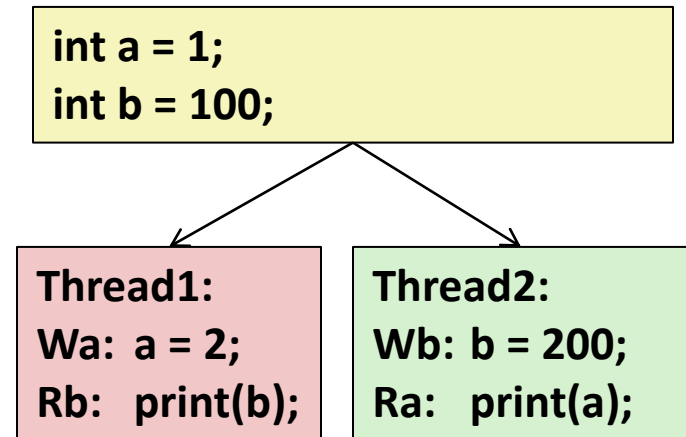 int a = 1;
int b = 100;
Thread1:
Wa: a = 2;
Rb: print(b);
Thread2:
Wb: b = 200;
Ra: print(a);